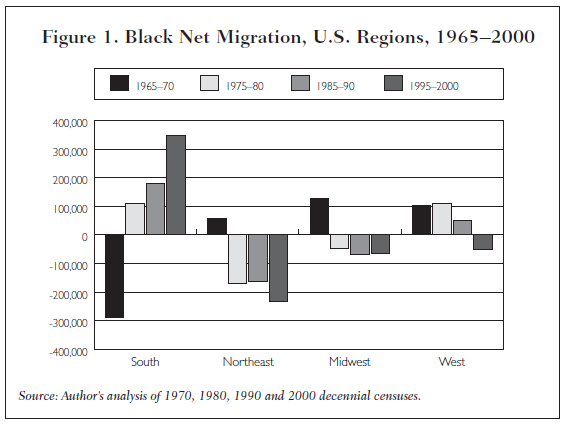 Figure 1. Black Net Migration, U.S. Regions, 1965–2000
1965–70 1975–80 1985–90 1995–2000
400,000
300,000
200,000
100,000
0
-100,000
-200,000
-300,000
-400,000
South Northeast Midwest West
Source: Author's analysis of 1970, 1980, 1990 and 2000 decennial censuses.